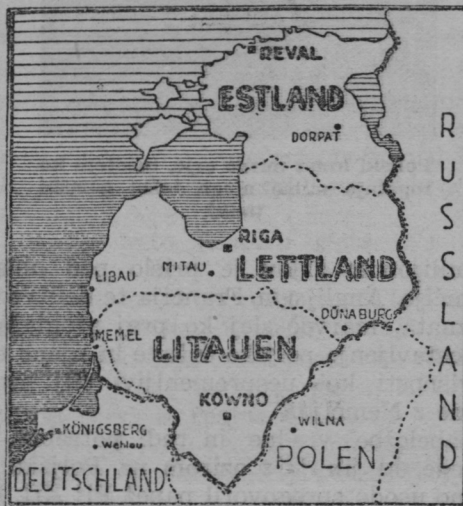 REVAL
ESTLAND
DORPAT
RUSSLAND
RIGA
MITAU
LETTLAND
LIBAU
DÜNABURG
MEMEL
LITAUEN
KOWNO
WILNA
KÖNIGSBERG
Wehlau
POLEN
DEUTSCHLAND